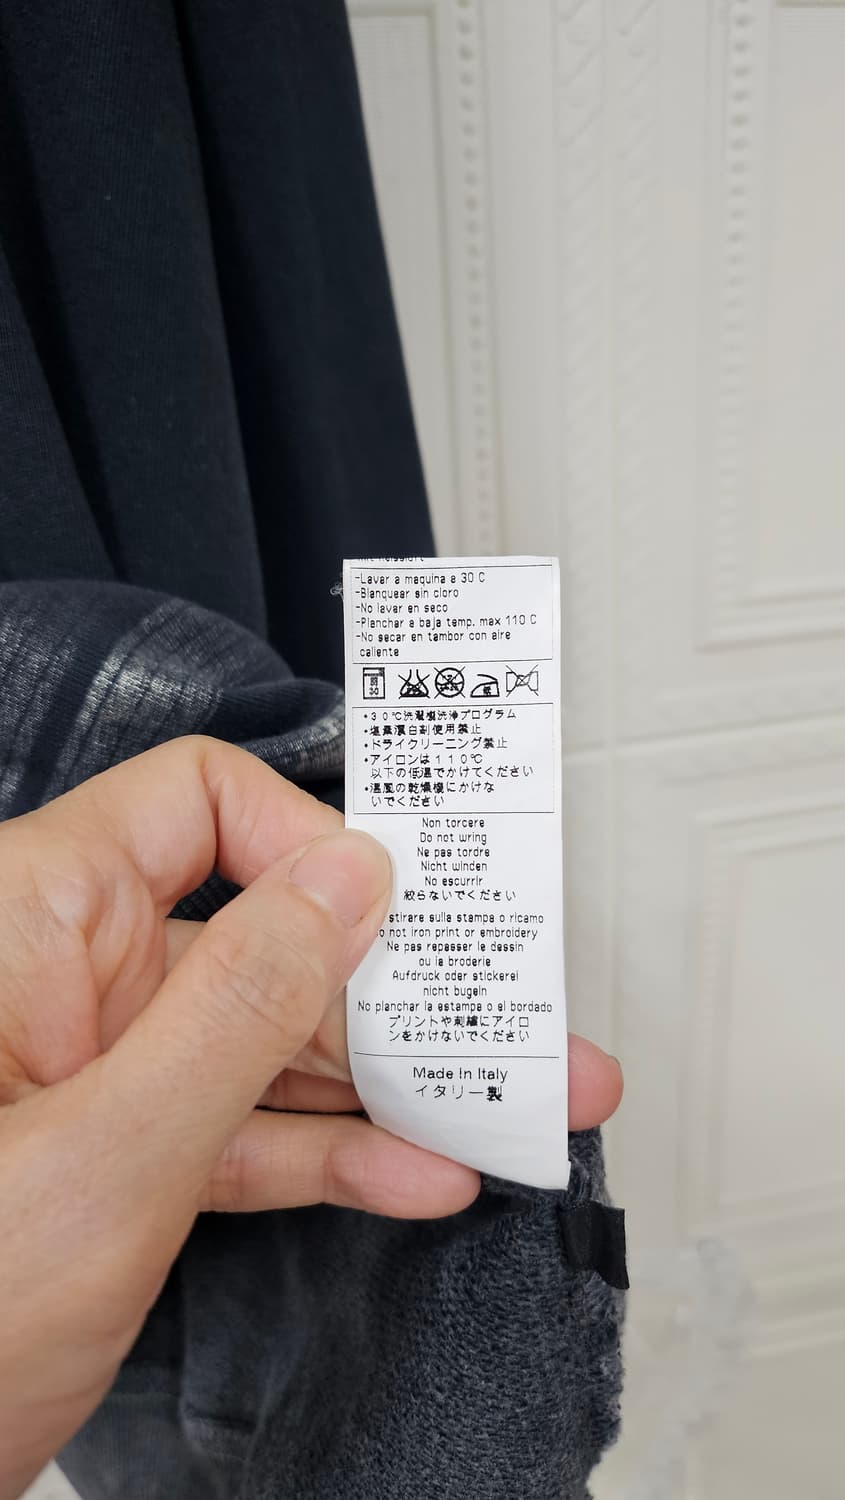 mit Heissluft
-Lavar a maquina a 30 C
-Blanquear sin cloro
-No lavar en seco
-Planchar a baja temp. max 110 C
-No secar en tambor con aire
caliente
30
•30℃洗濯機洗浄プログラム
•塩素漂白剤使用禁止
•ドライクリーニング禁止
•アイロンは110℃
以下の低温でかけてください
•温風の乾燥機にかけな
いでください
Non torcere
Do not wring
Ne pas tordre
Nicht winden
No escurrir
絞らないでください
stirare sulla stampa o ricamo
o not iron print or embroidery
Ne pas repasser le dessin
ou la broderie
Aufdruck oder stickerei
nicht bugeln
No planchar la estampa o el bordado
プリントや刺繍にアイロ
ンをかけないでください
Made In Italy
イタリー製